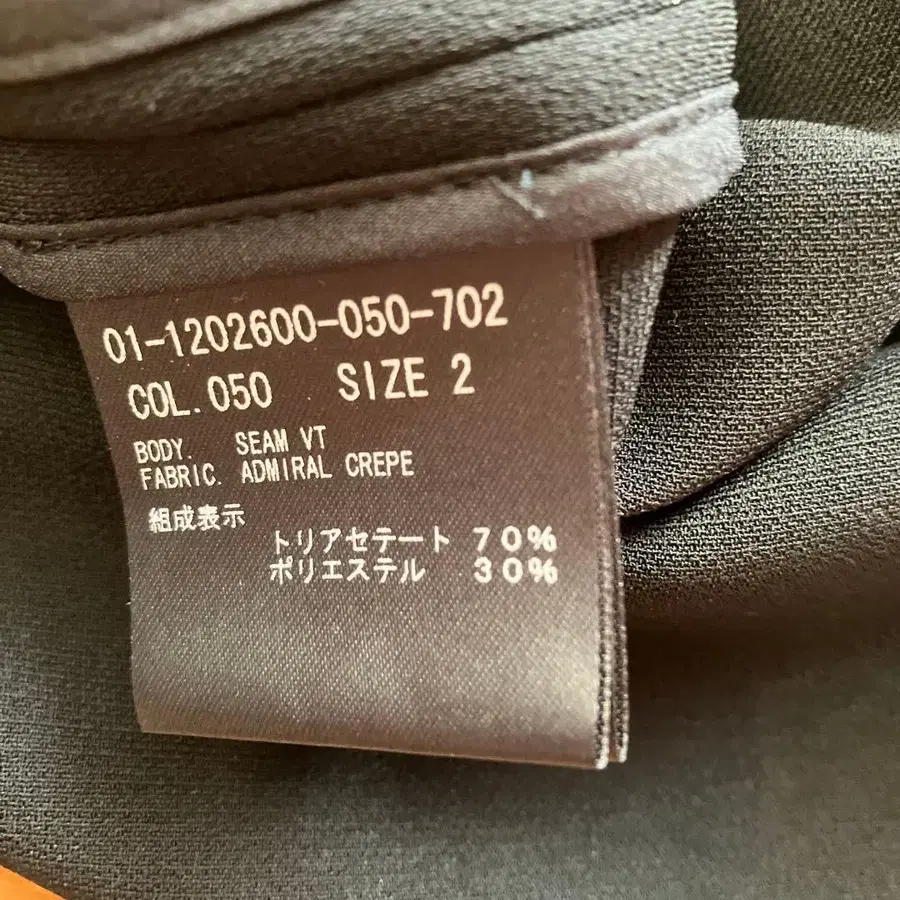 01-1202600-050-702
COL.050 SIZE 2
BODY. SEAM VT
FABRIC. ADMIRAL CREPE
組成表示
トリアセテート 70%
ポリエステル 30%